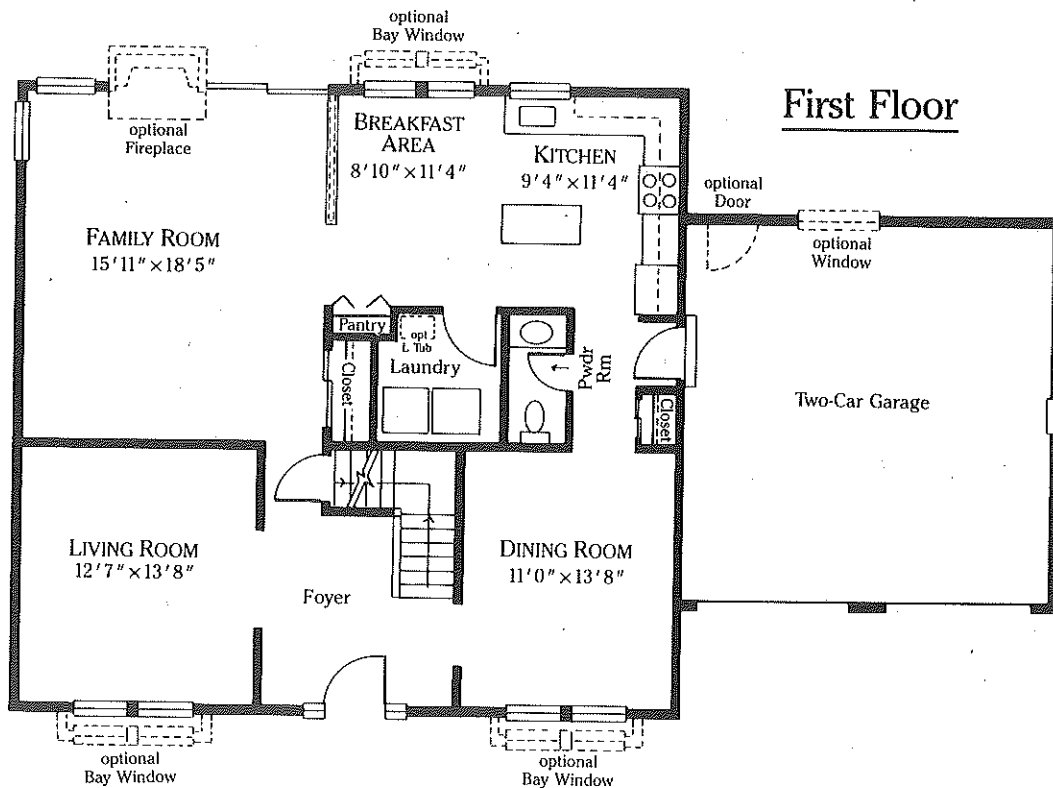 optional
Bay Window
First Floor
optional
Fireplace
BREAKFAST
AREA
8'10" × 11'4"
KITCHEN
9'4" × 11'4"
optional
Door
optional
Window
FAMILY ROOM
15'11" × 18'5"
Pantry
opt
L Tub
Laundry
Closet
Pwdr
Rm
Closet
Two-Car Garage
LIVING ROOM
12'7" × 13'8"
Foyer
DINING ROOM
11'0" × 13'8"
optional
Bay Window
optional
Bay Window